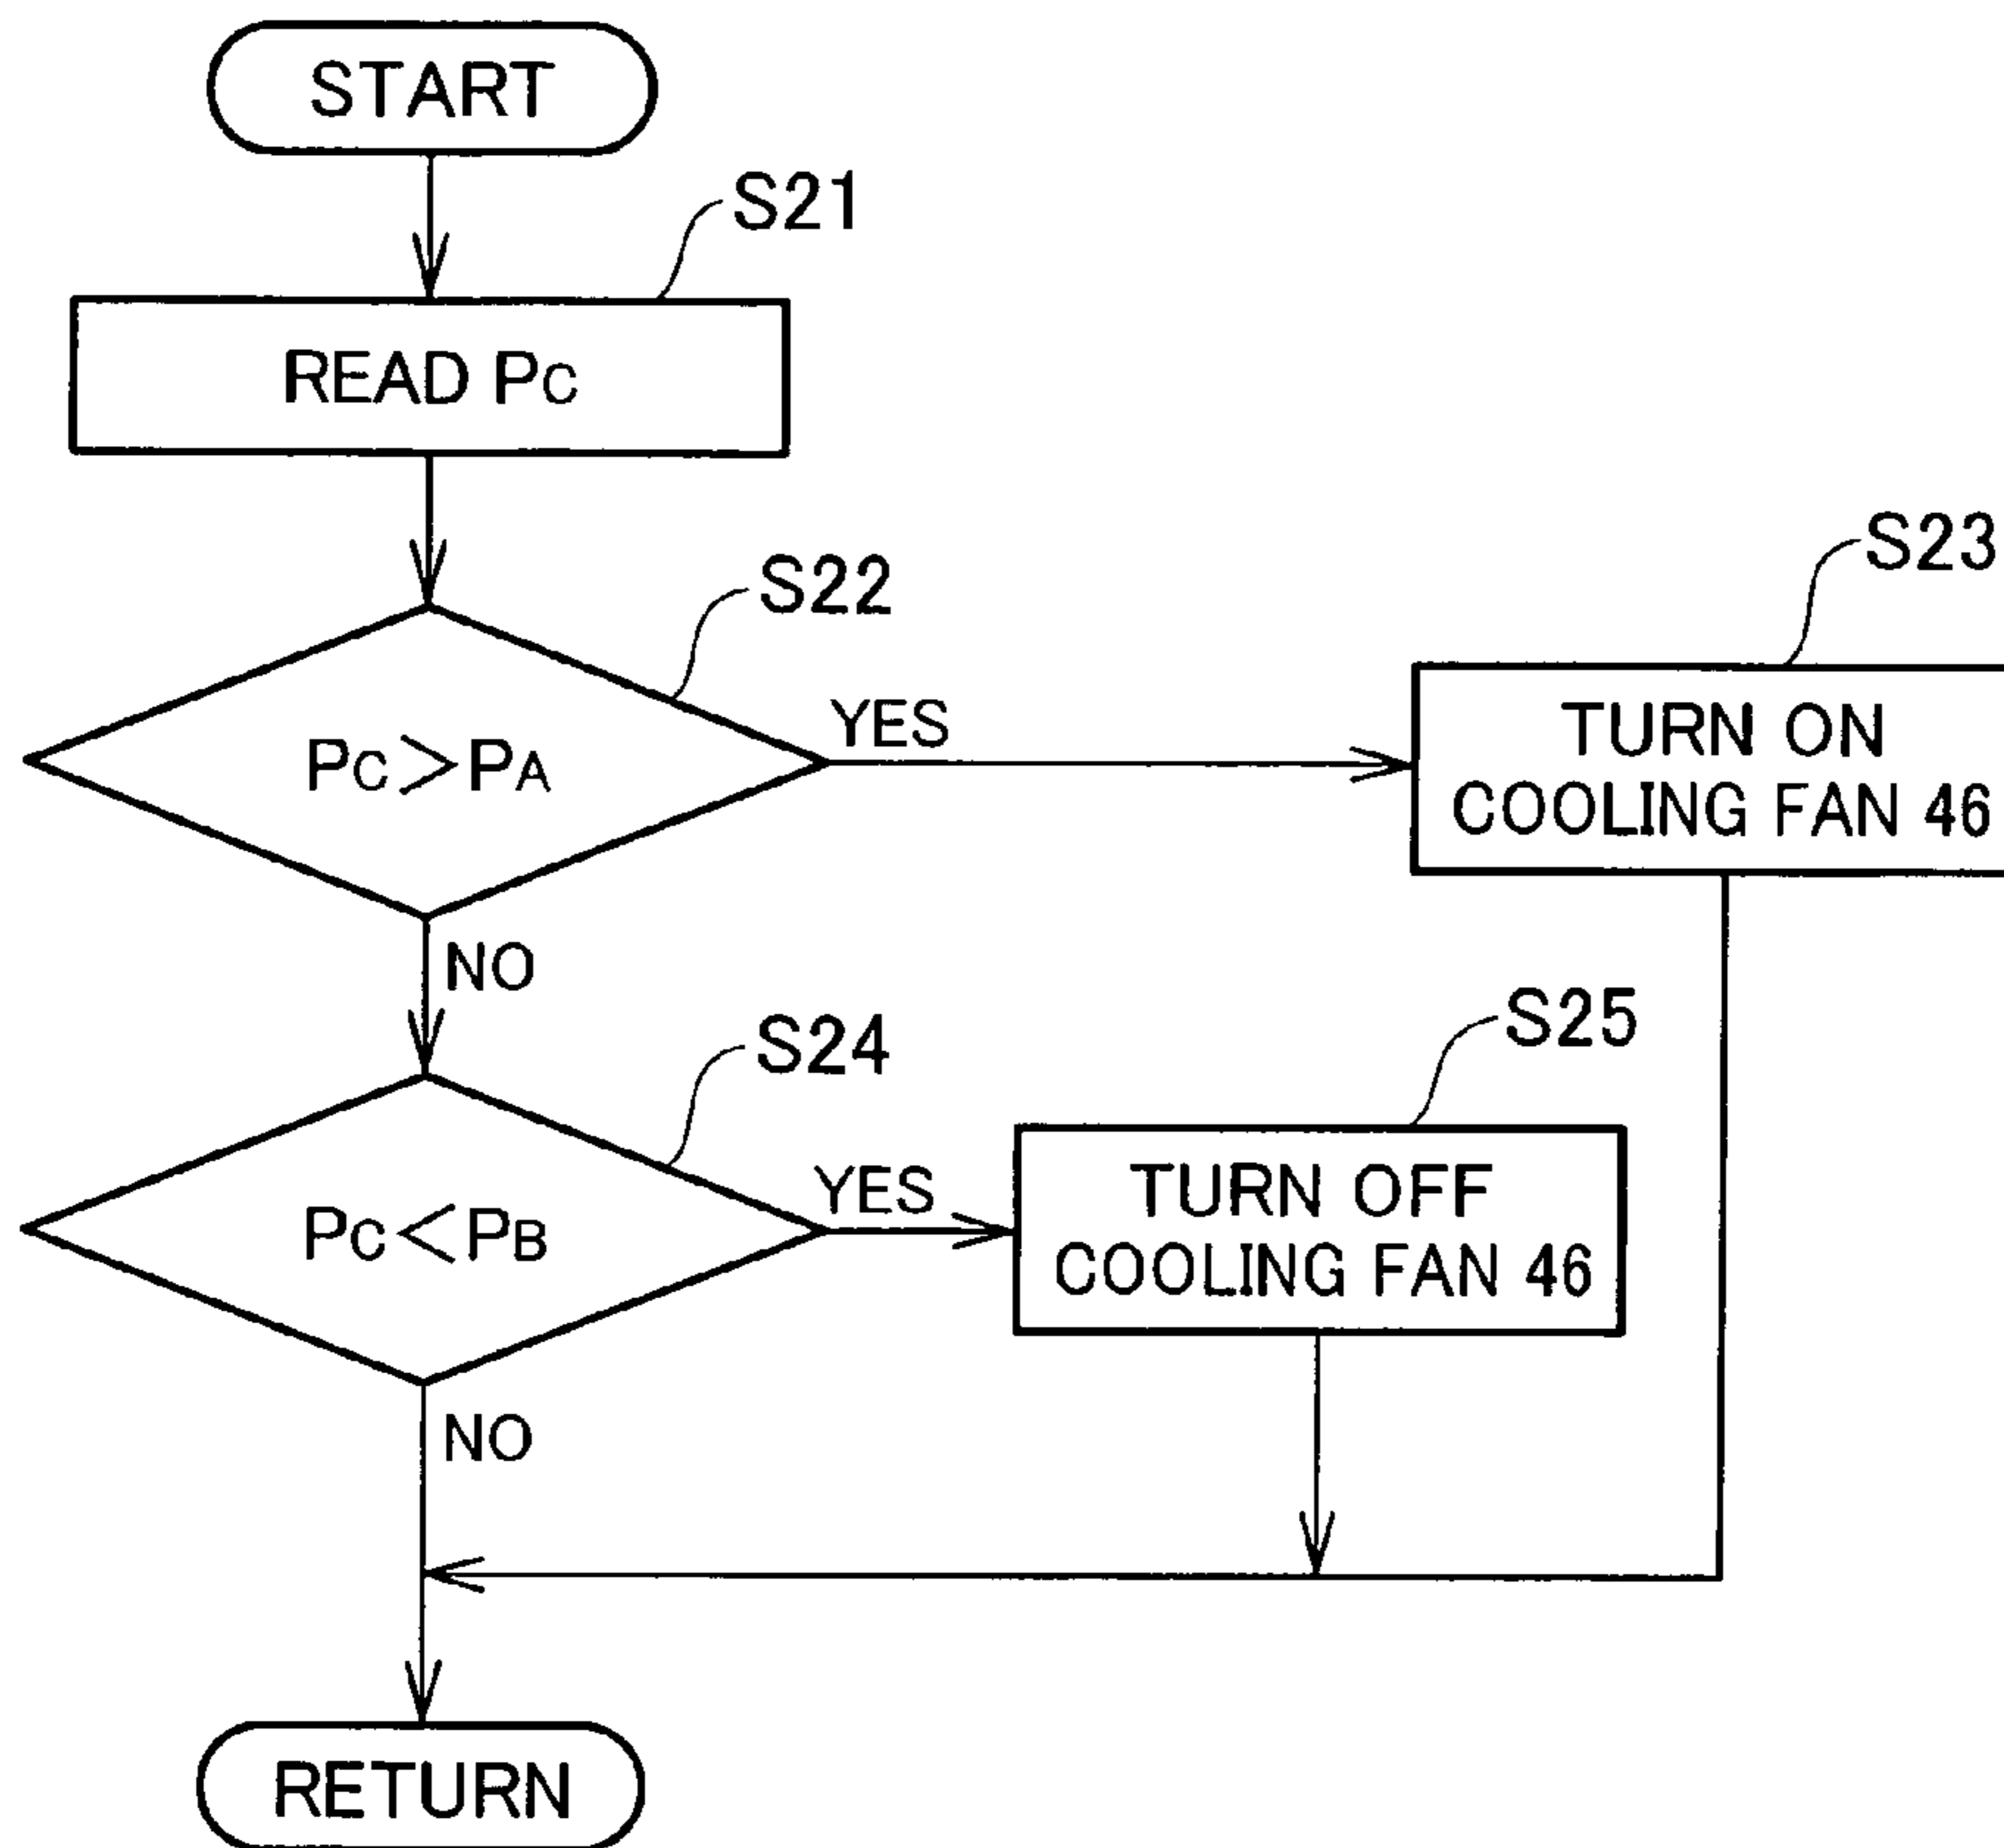 START
S21
READ PC
S22
PC>PA
YES
S23
TURN ON
COOLING FAN 46
NO
S24
PC<PB
YES
S25
TURN OFF
COOLING FAN 46
NO
RETURN